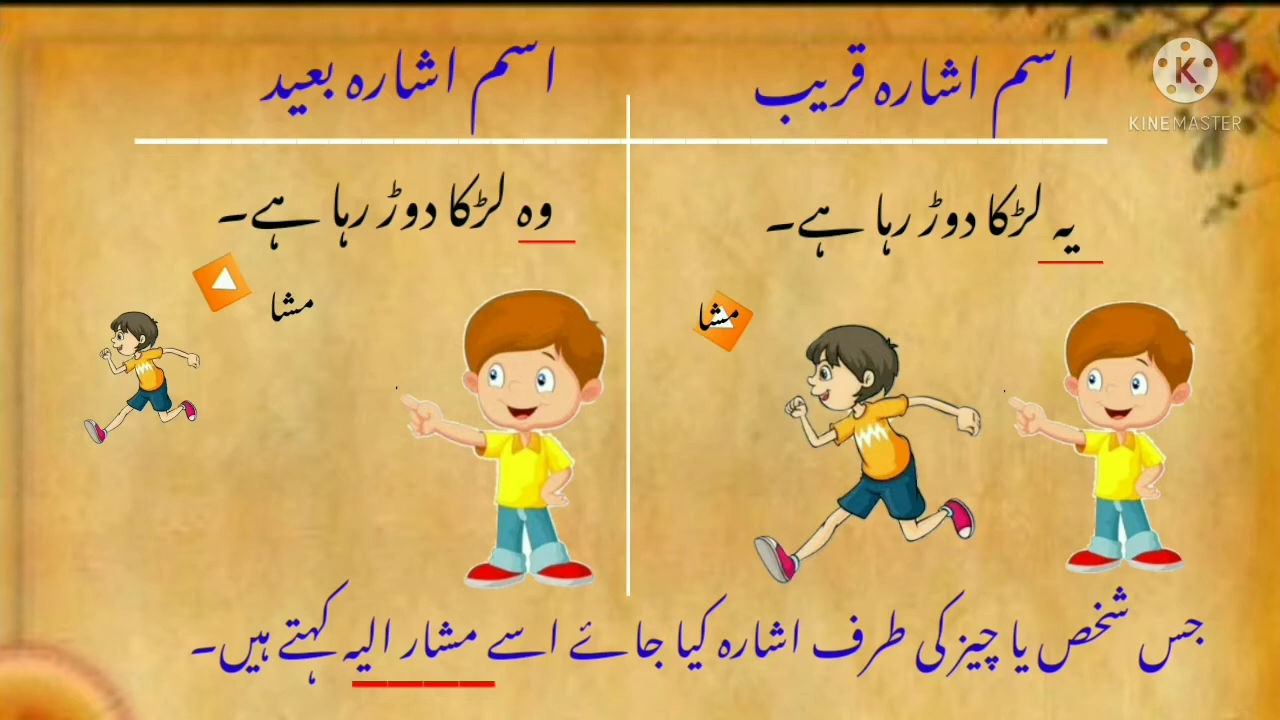 اسم اشارہ قریب
اسم اشارہ بعید
K
KINEMASTER
یہ لڑکا دوڑ رہا ہے۔
وہ لڑکا دوڑ رہا ہے۔
مشا
مشا
جس شخص یا چیز کی طرف اشارہ کیا جائے اسے مشار الیہ کہتے ہیں۔